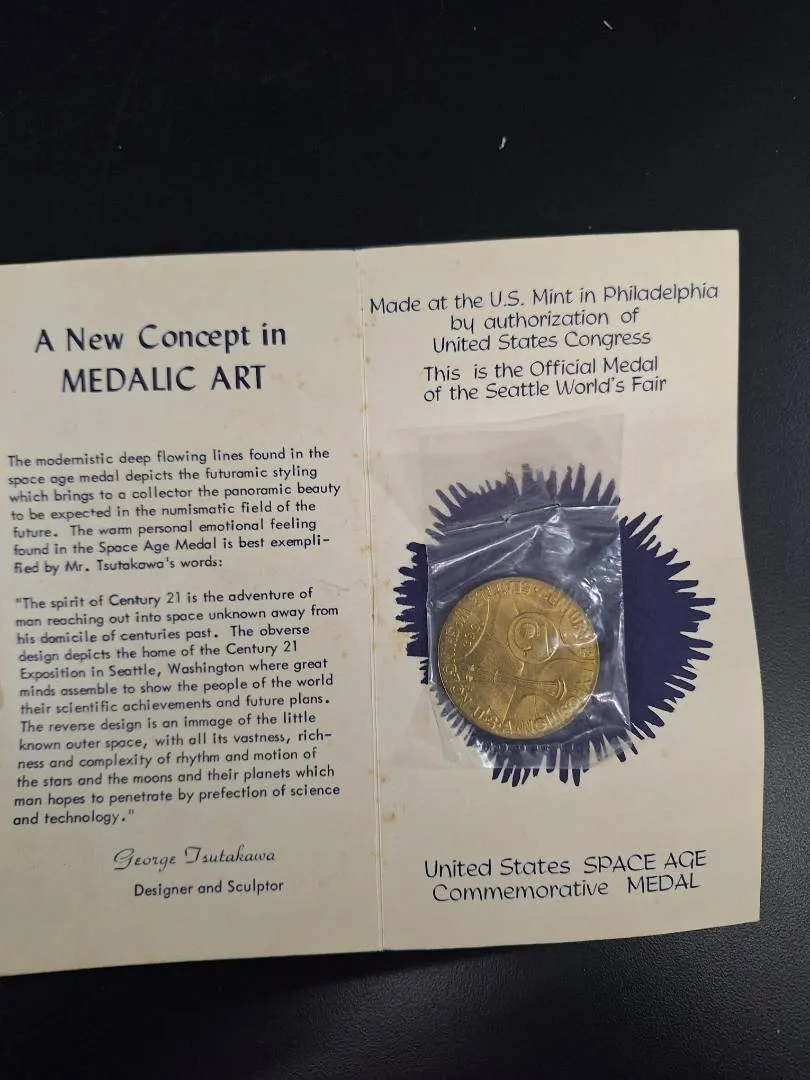 A New Concept in
MEDALIC ART
The modernistic deep flowing lines found in the
space age medal depicts the futuramic styling
which brings to a collector the panoramic beauty
to be expected in the numismatic field of the
future. The warm personal emotional feeling
found in the Space Age Medal is best exempli-
fied by Mr. Tsutakawa's words:
"The spirit of Century 21 is the adventure of
man reaching out into space unknown away from
his domicile of centuries past. The obverse
design depicts the home of the Century 21
Exposition in Seattle, Washington where great
minds assemble to show the people of the world
their scientific achievements and future plans.
The reverse design is an immage of the little
known outer space, with all its vastness, rich-
ness and complexity of rhythm and motion of
the stars and the moons and their planets which
man hopes to penetrate by prefection of science
and technology."
George Tsutakawa
Designer and Sculptor
Made at the U.S. Mint in Philadelphia
by authorization of
United States Congress
This is the Official Medal
of the Seattle World's Fair
U.S.A.
United States SPACE AGE
Commemorative MEDAL